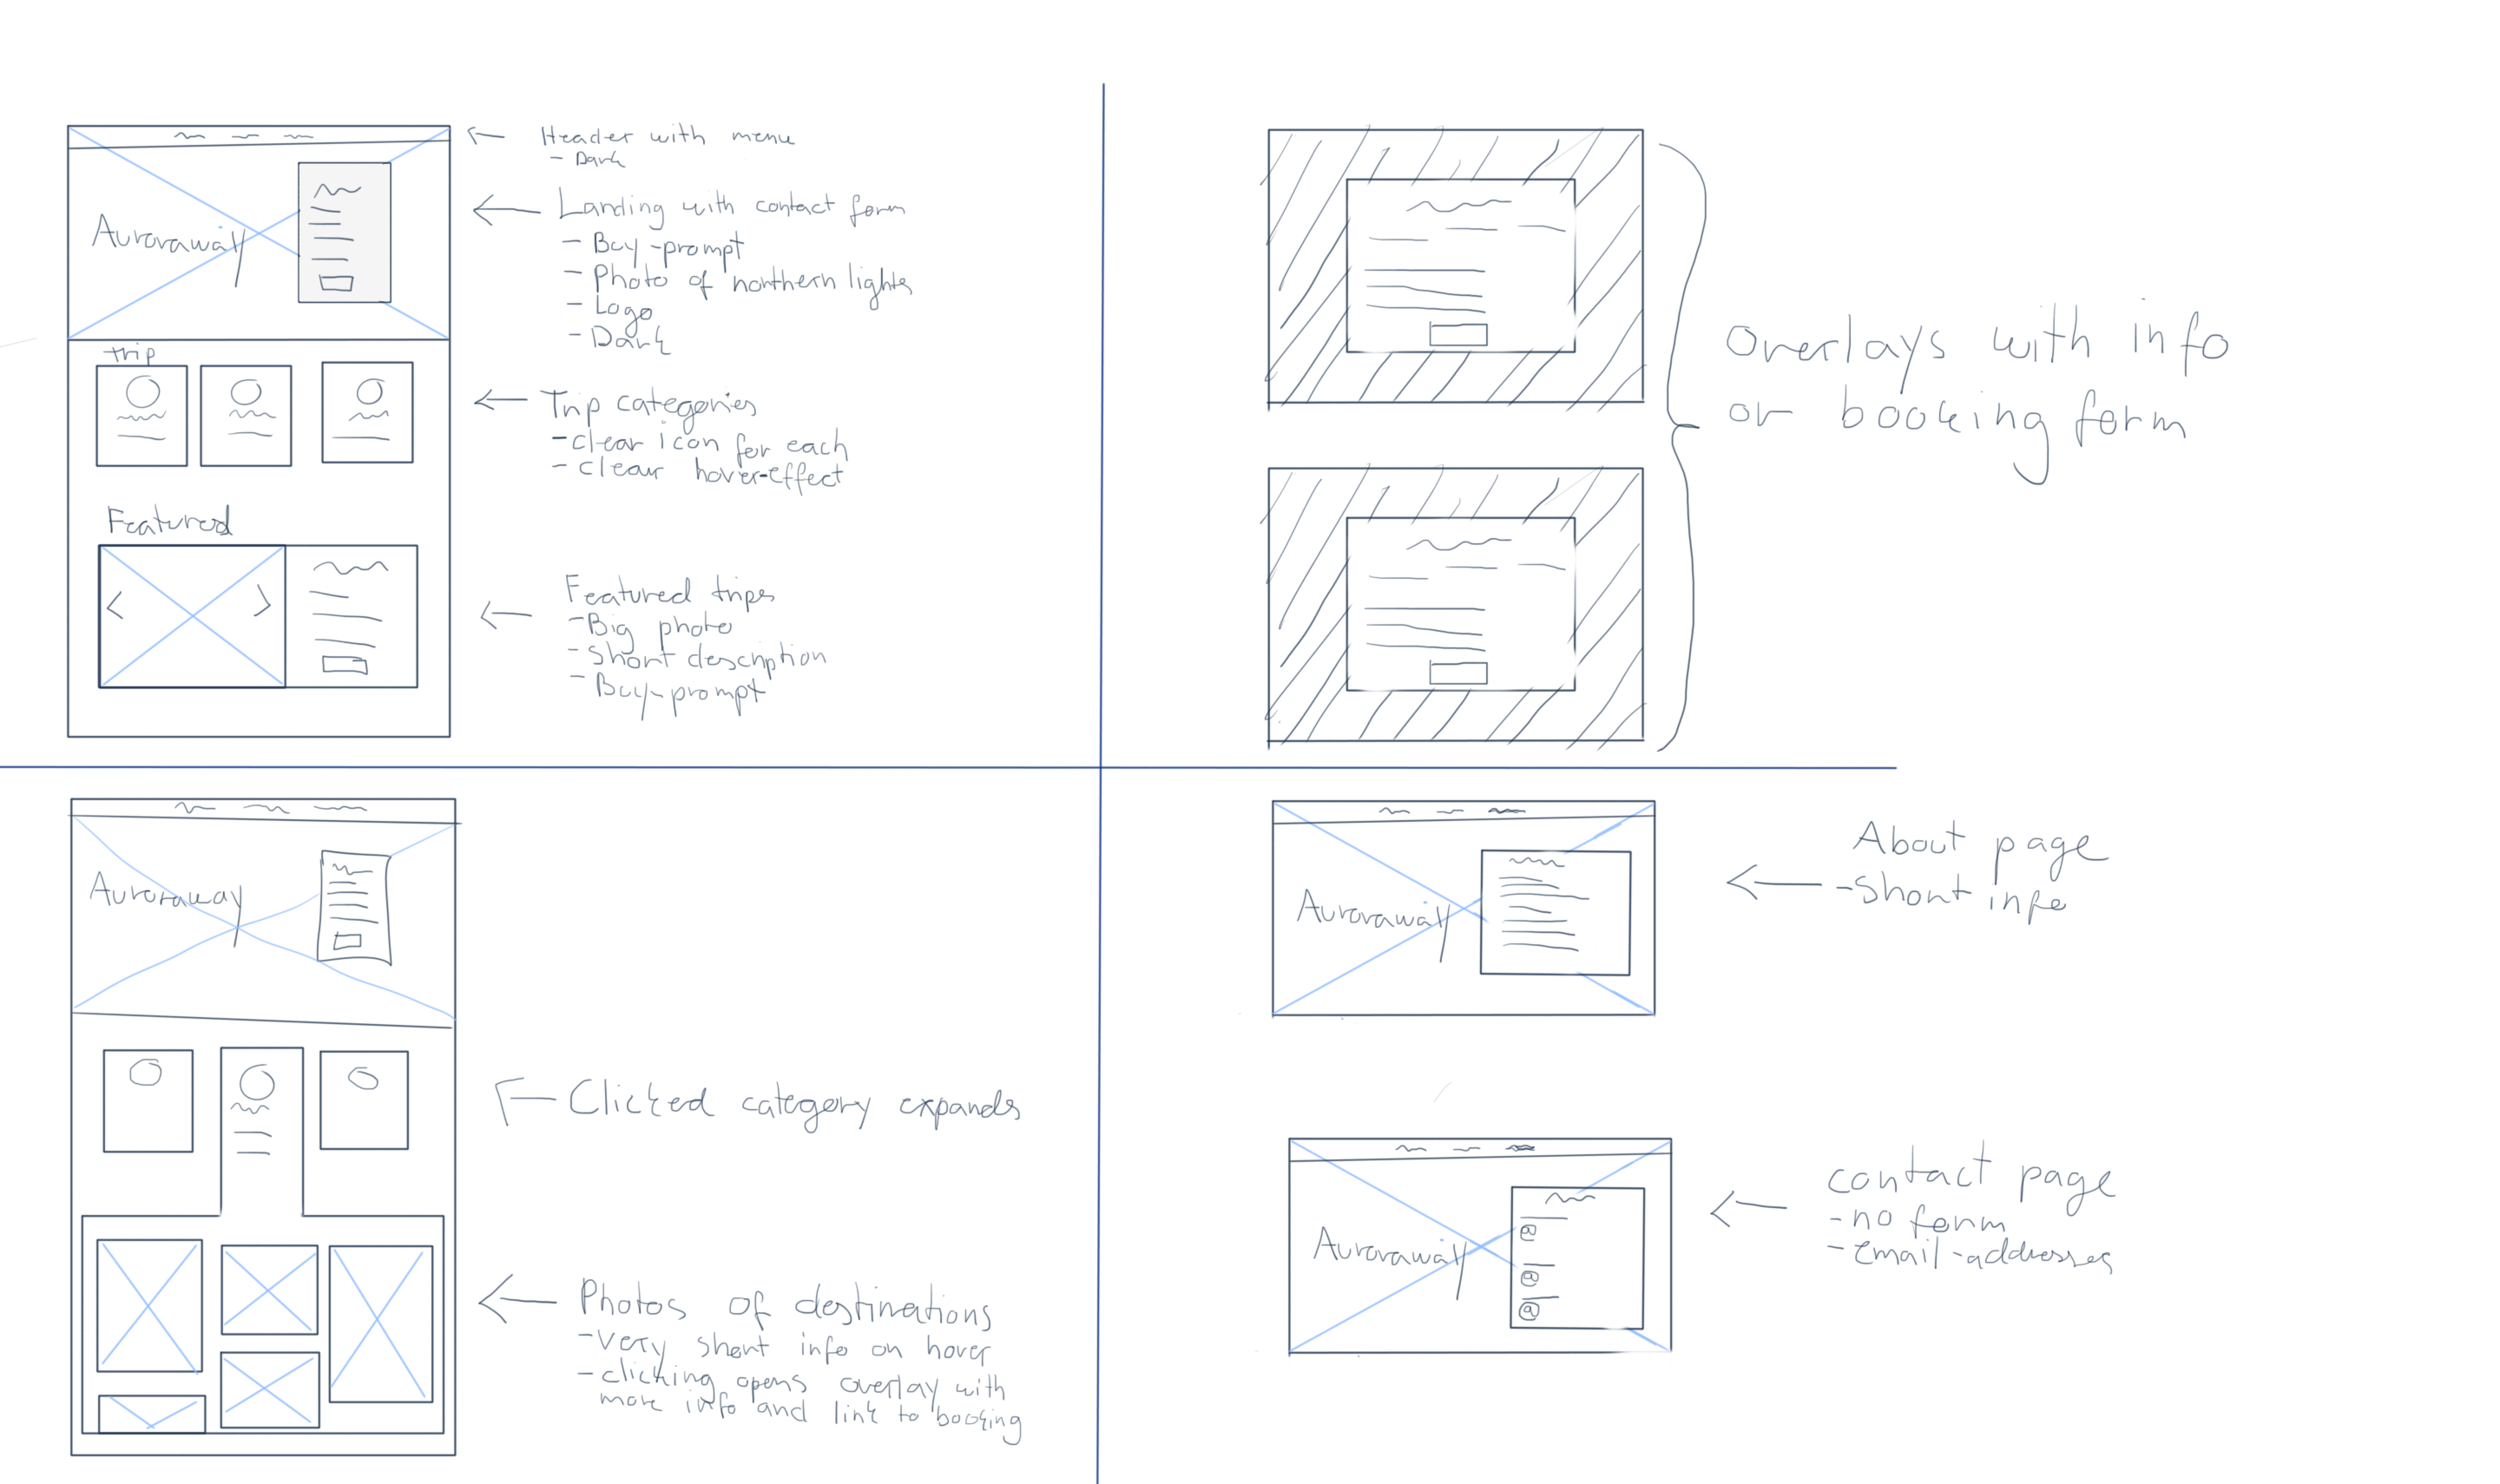 Header with menu
- Dark
Auroraway
Landing with contact form
- Buy-prompt
- Photo of northern lights
- Logo
- Dark
trip
Trip categories
- clear icon for each
- clear hover-effect
Featured
Featured trips
- Big photo
- Short description
- Buy-prompt
overlays with info
or booking form
Auroraway
Clicked category expands
Photos of destinations
- very short info on hover
- clicking opens overlay with
more info and link to booking
Auroraway
About page
- Short info
Auroraway
@
@
@
contact page
- no form
- Email-addresses